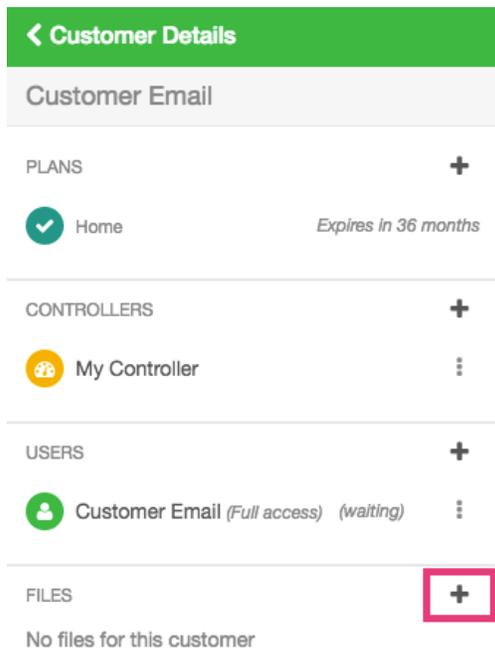 Customer Details
Customer Email
PLANS
Home Expires in 36 months
CONTROLLERS
My Controller
USERS
Customer Email (Full access) (waiting)
FILES
No files for this customer